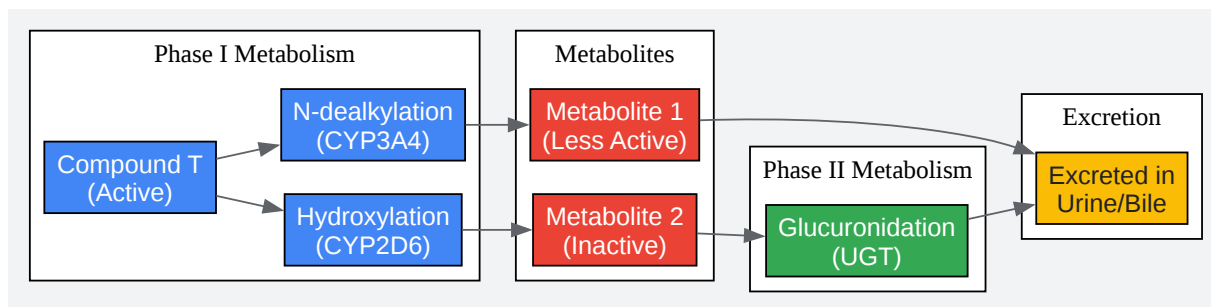 Phase I Metabolism
Compound T
(Active)
N-dealkylation
(CYP3A4)
Hydroxylation
(CYP2D6)
Metabolites
Metabolite 1
(Less Active)
Metabolite 2
(Inactive)
Phase II Metabolism
Glucuronidation
(UGT)
Excretion
Excreted in
Urine/Bile